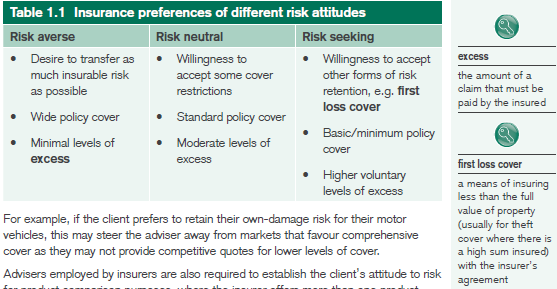 Table 1.1 Insurance preferences of different risk attitudes
Risk averse
• Desire to transfer as
much insurable risk
as possible
• Wide policy cover
• Minimal levels of
excess
Risk neutral
• Willingness to
accept some cover
restrictions
• Standard policy cover
• Moderate levels of
excess
Risk seeking
• Willingness to accept
other forms of risk
retention, e.g. first
loss cover
• Basic/minimum policy
cover
• Higher voluntary
levels of excess
For example, if the client prefers to retain their own-damage risk for their motor
vehicles, this may steer the adviser away from markets that favour comprehensive
cover as they may not provide competitive quotes for lower levels of cover.
Advisers employed by insurers are also required to establish the client's attitude to risk
for product comparison purposes, where the insurer offers more than one product
excess
the amount of a
claim that must be
paid by the insured
first loss cover
a means of insuring
less than the full
value of property
(usually for theft
cover where there is
a high sum insured)
with the insurer's
agreement